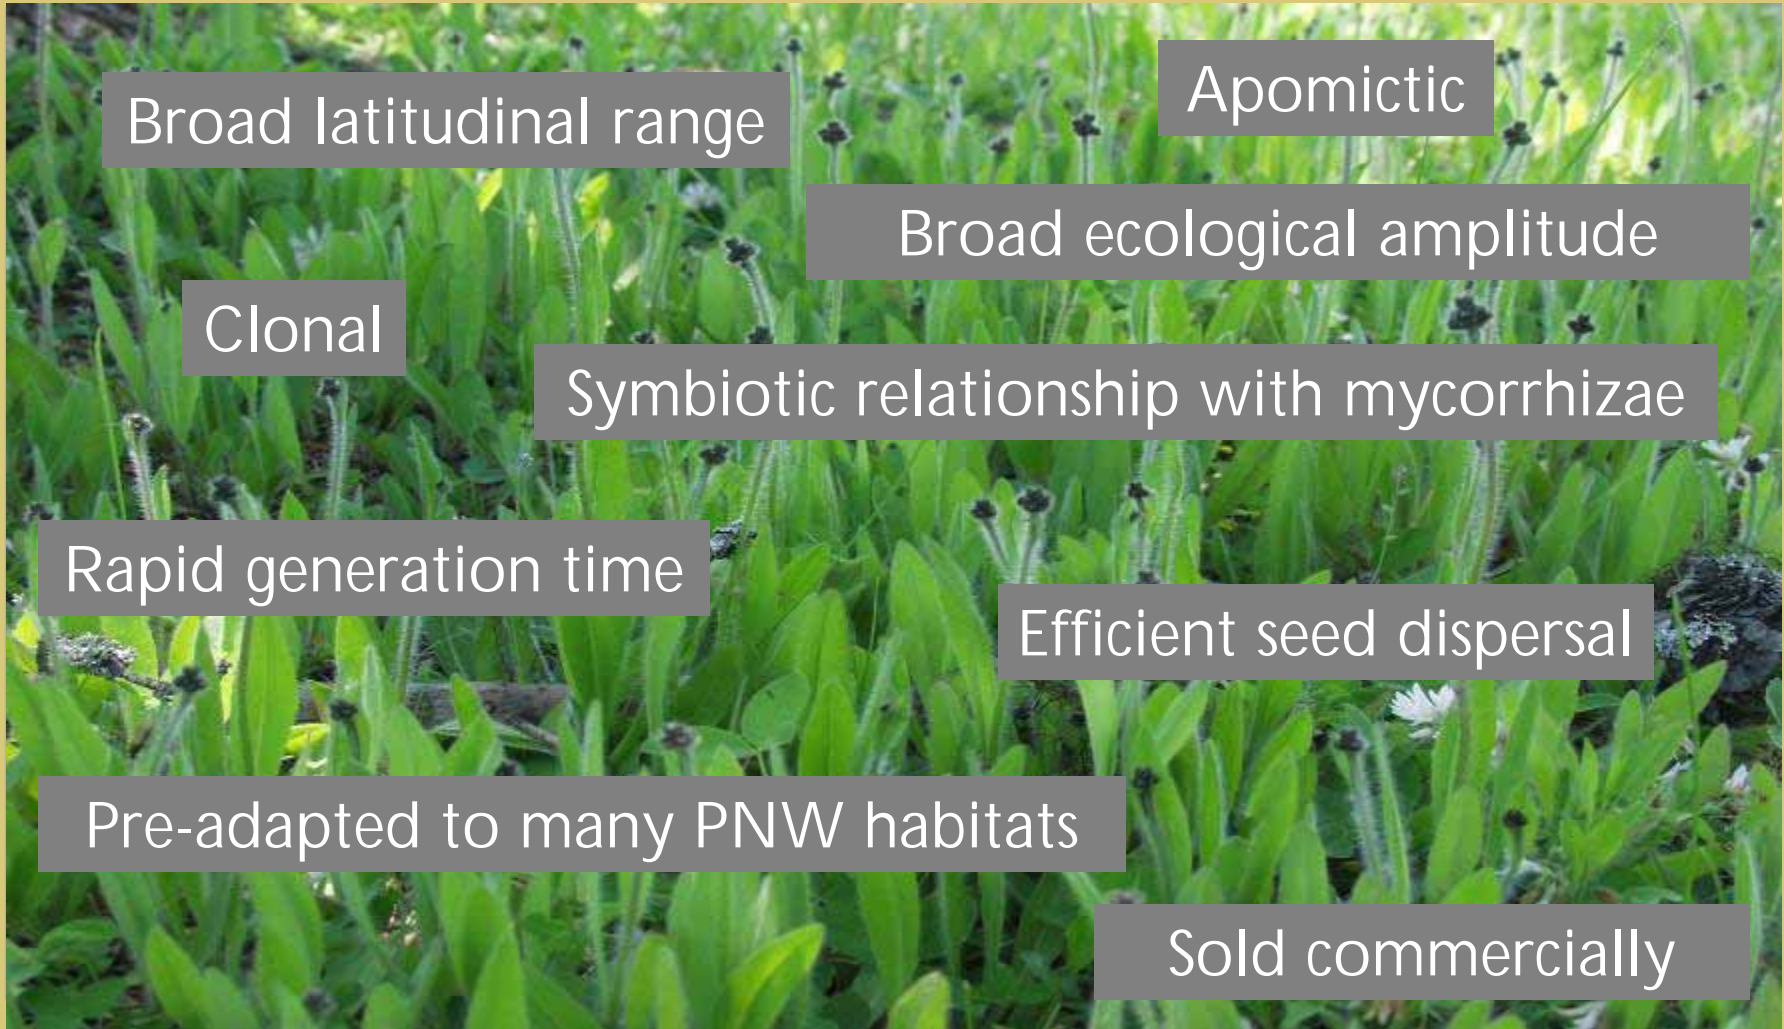 Broad latitudinal range
Apomictic
Broad ecological amplitude
Clonal
Symbiotic relationship with mycorrhizae
Rapid generation time
Efficient seed dispersal
Pre-adapted to many PNW habitats
Sold commercially